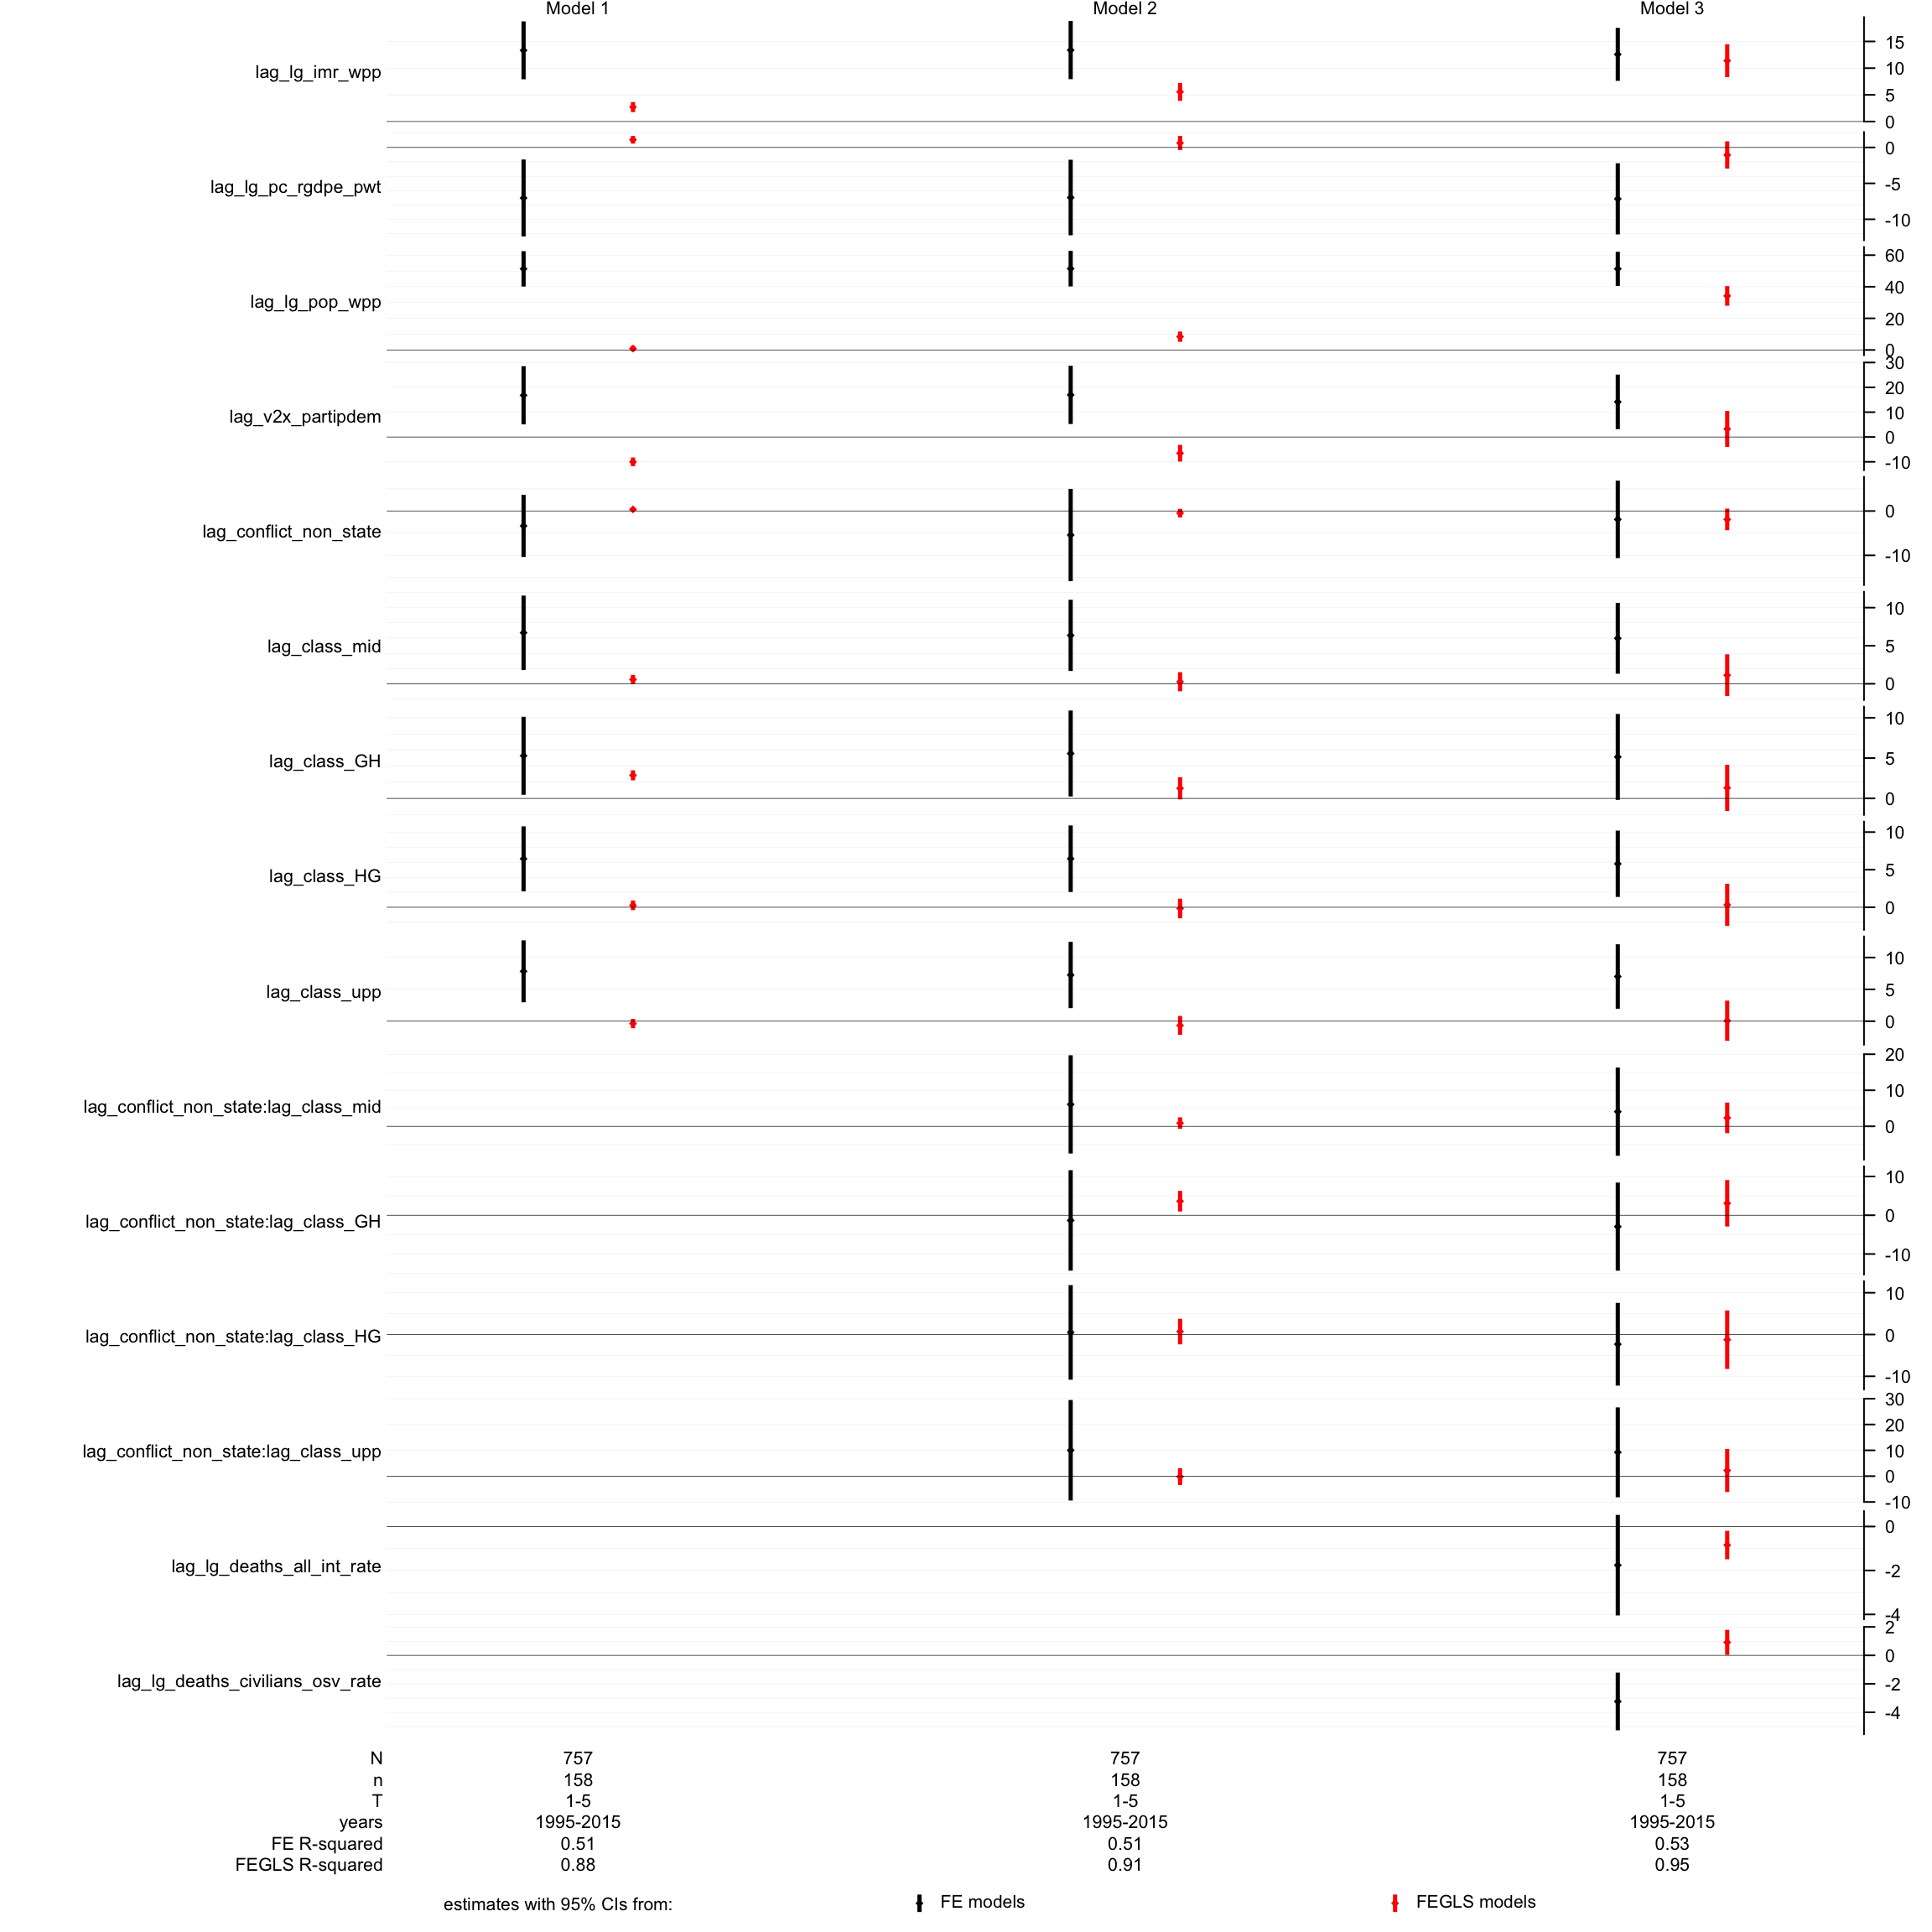 Model 1 Model 2 Model 3
lag_lg_imr_wpp
15
10
5
0
lag_lg_pc_rgdpe_pwt
0
-5
-10
lag_lg_pop_wpp
60
40
20
0
lag_v2x_partipdem
30
20
10
0
-10
lag_conflict_non_state
0
-10
lag_class_mid
10
5
0
lag_class_GH
10
5
0
lag_class_HG
10
5
0
lag_class_upp
10
5
0
lag_conflict_non_state:lag_class_mid
20
10
0
lag_conflict_non_state:lag_class_GH
10
0
-10
lag_conflict_non_state:lag_class_HG
10
0
-10
lag_conflict_non_state:lag_class_upp
30
20
10
0
-10
lag_lg_deaths_all_int_rate
0
-2
-4
lag_lg_deaths_civilians_osv_rate
2
0
-2
-4
N 757 757 757
n 158 158 158
T 1-5 1-5 1-5
years 1995-2015 1995-2015 1995-2015
FE R-squared 0.51 0.51 0.53
FEGLS R-squared 0.88 0.91 0.95
estimates with 95% CIs from: FE models FEGLS models